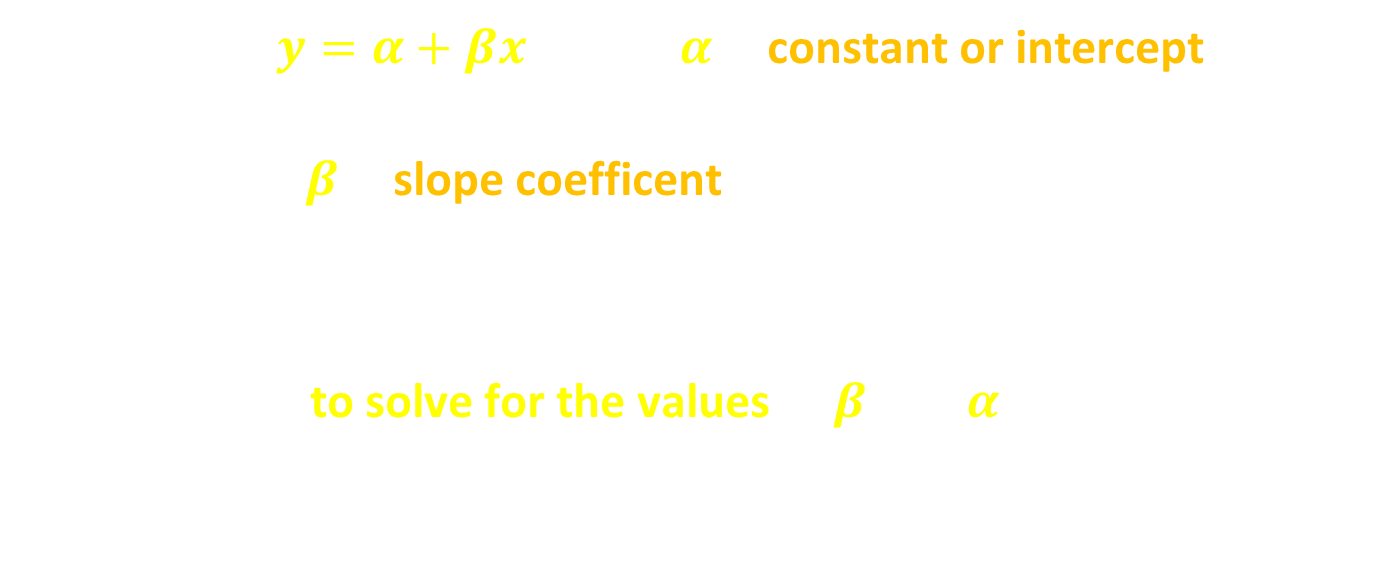 y = α + βx α constant or intercept
β slope coefficent
to solve for the values β α